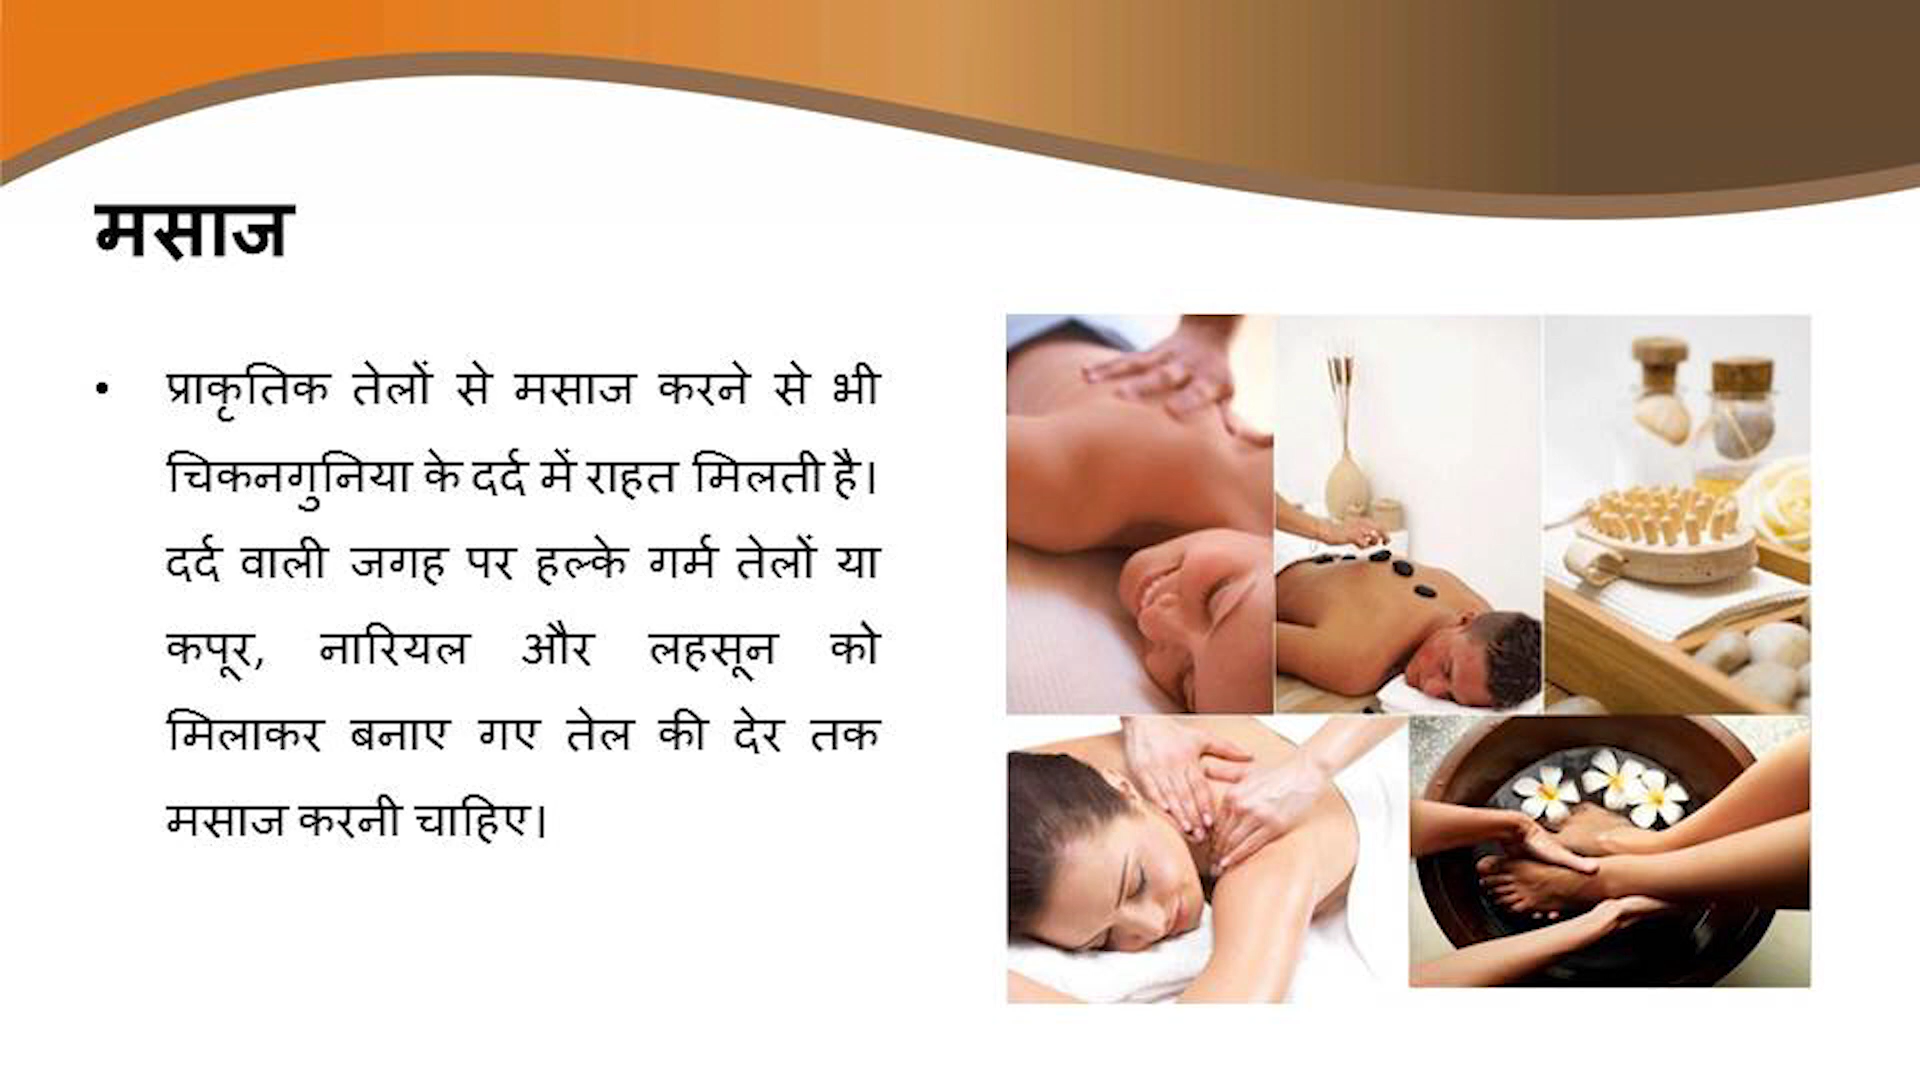 मसाज
• प्राकृतिक तेलों से मसाज करने से भी
चिकनगुनिया के दर्द में राहत मिलती है।
दर्द वाली जगह पर हल्के गर्म तेलों या
कपूर, नारियल और लहसून को
मिलाकर बनाए गए तेल की देर तक
मसाज करनी चाहिए।